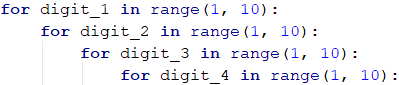 for digit_1 in range(1, 10):
    for digit_2 in range(1, 10):
        for digit_3 in range(1, 10):
            for digit_4 in range(1, 10):